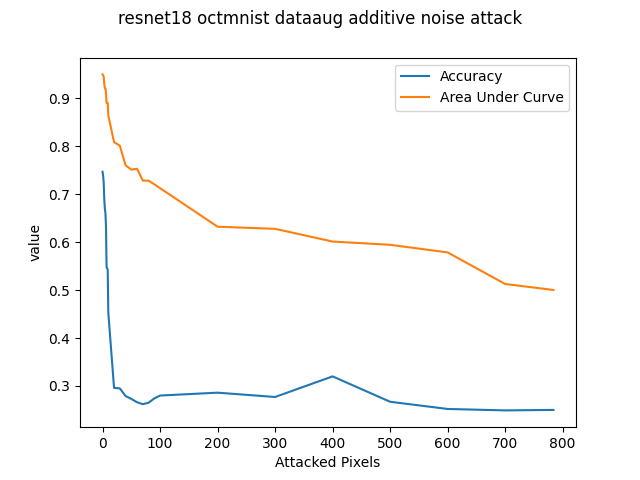 resnet18 octmnist dataaug additive noise attack
Accuracy
Area Under Curve
value
0.9
0.8
0.7
0.6
0.5
0.4
0.3
0 100 200 300 400 500 600 700 800
Attacked Pixels